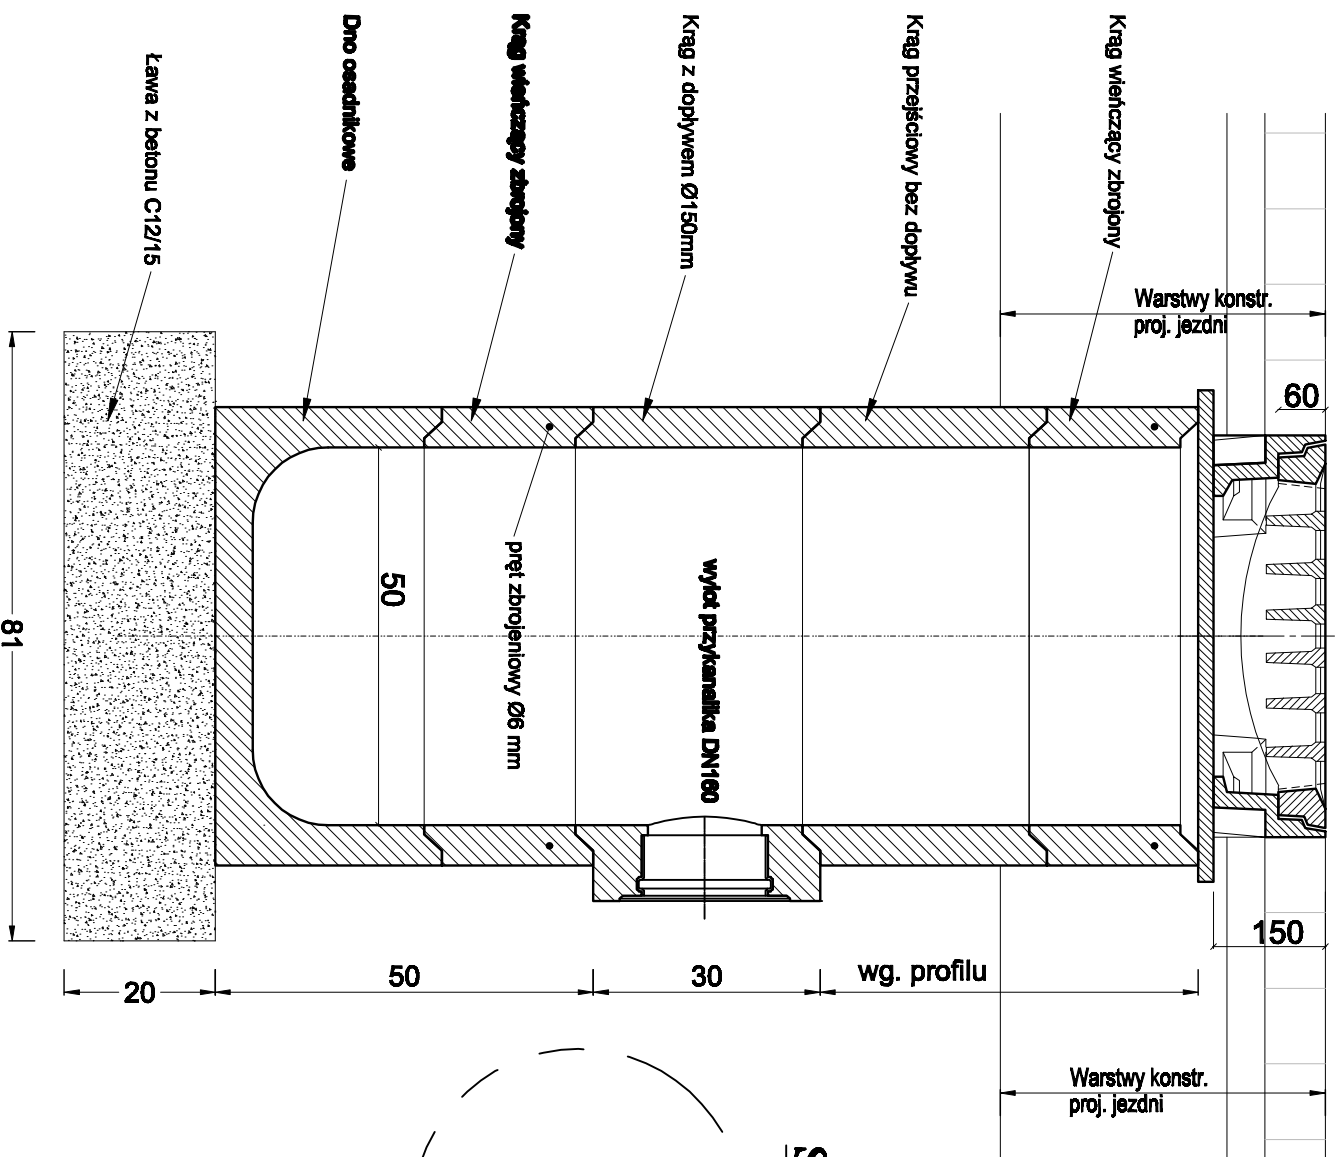 Krąg wieńczący zbrojony
Krąg przejściowy bez dopływu
Krąg z dopływem Ø150mm
Krąg wieńczący zbrojony
Dno osadnikowe
Ława z betonu C12/15
Warstwy konstr.
proj. jezdni
60
150
50
pręt zbrojeniowy Ø6 mm
wylot przykanalika DN160
81
20
50
30
wg. profilu
Warstwy konstr.
proj. jezdni